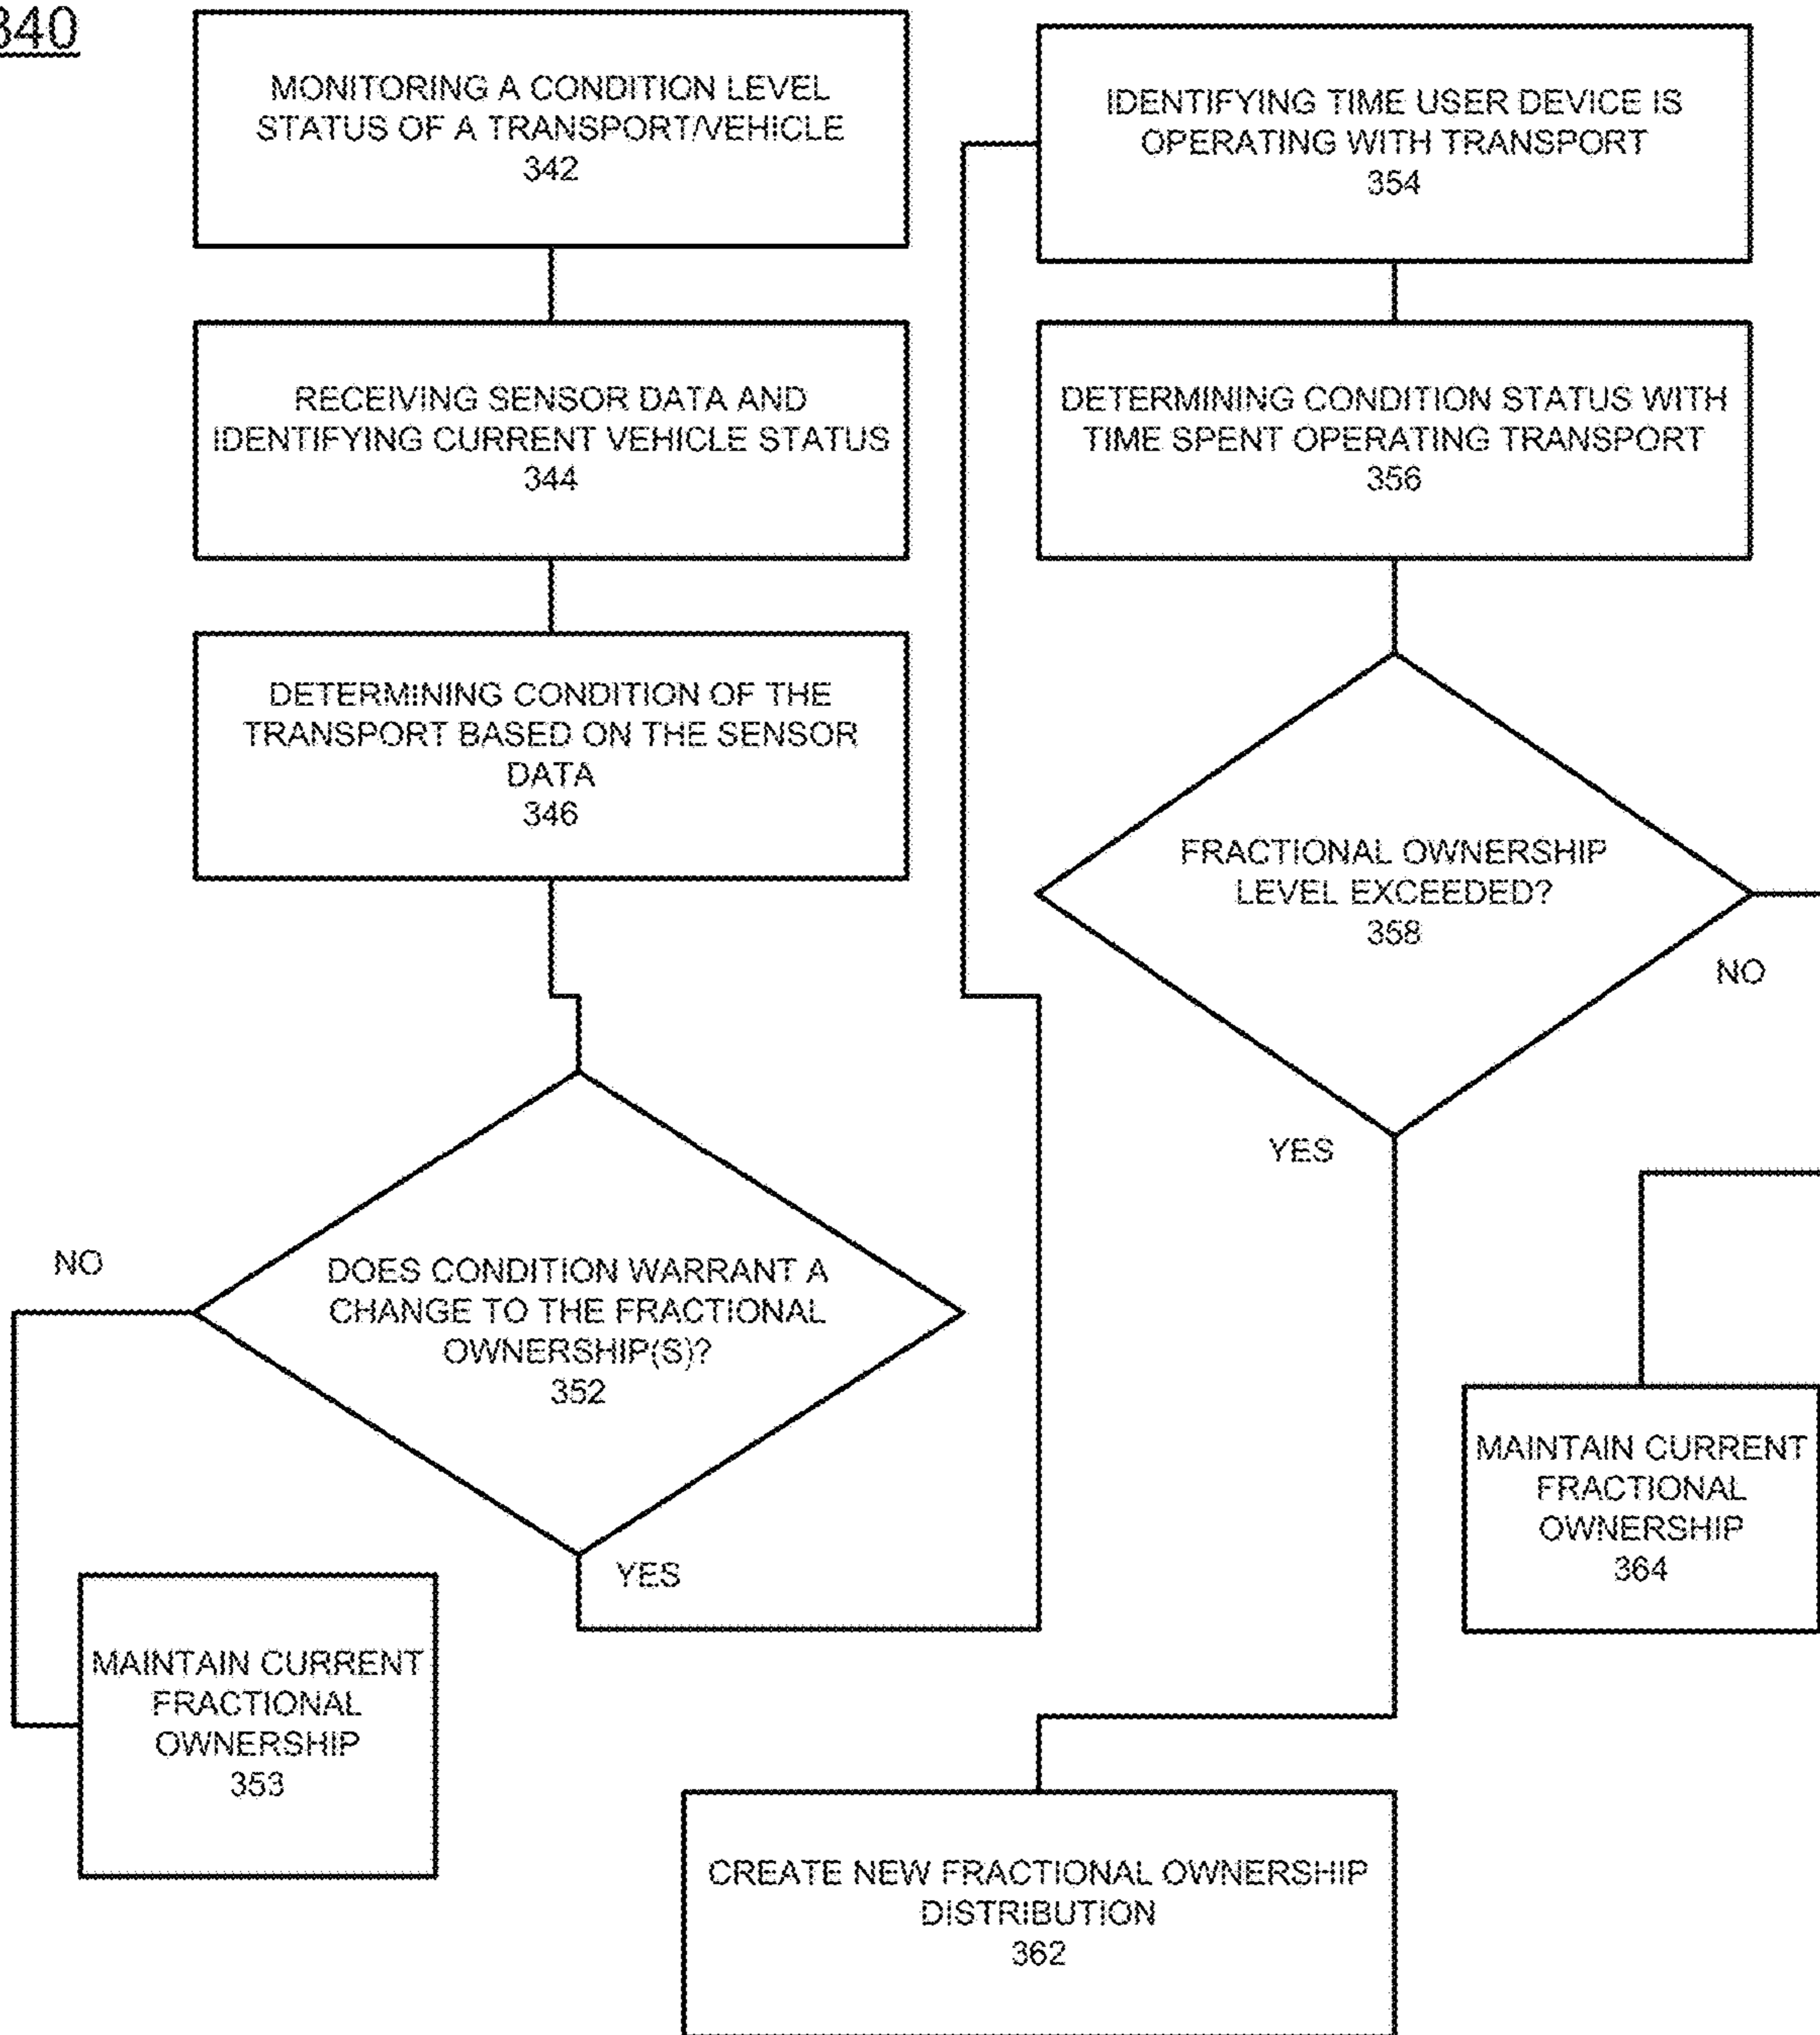 340
MONITORING A CONDITION LEVEL
STATUS OF A TRANSPORT/VEHICLE
342
RECEIVING SENSOR DATA AND
IDENTIFYING CURRENT VEHICLE STATUS
344
DETERMINING CONDITION OF THE
TRANSPORT BASED ON THE SENSOR
DATA
346
NO
DOES CONDITION WARRANT A
CHANGE TO THE FRACTIONAL
OWNERSHIP(S)?
352
YES
MAINTAIN CURRENT
FRACTIONAL
OWNERSHIP
353
IDENTIFYING TIME USER DEVICE IS
OPERATING WITH TRANSPORT
354
DETERMINING CONDITION STATUS WITH
TIME SPENT OPERATING TRANSPORT
356
FRACTIONAL OWNERSHIP
LEVEL EXCEEDED?
358
NO
YES
MAINTAIN CURRENT
FRACTIONAL
OWNERSHIP
364
CREATE NEW FRACTIONAL OWNERSHIP
DISTRIBUTION
362